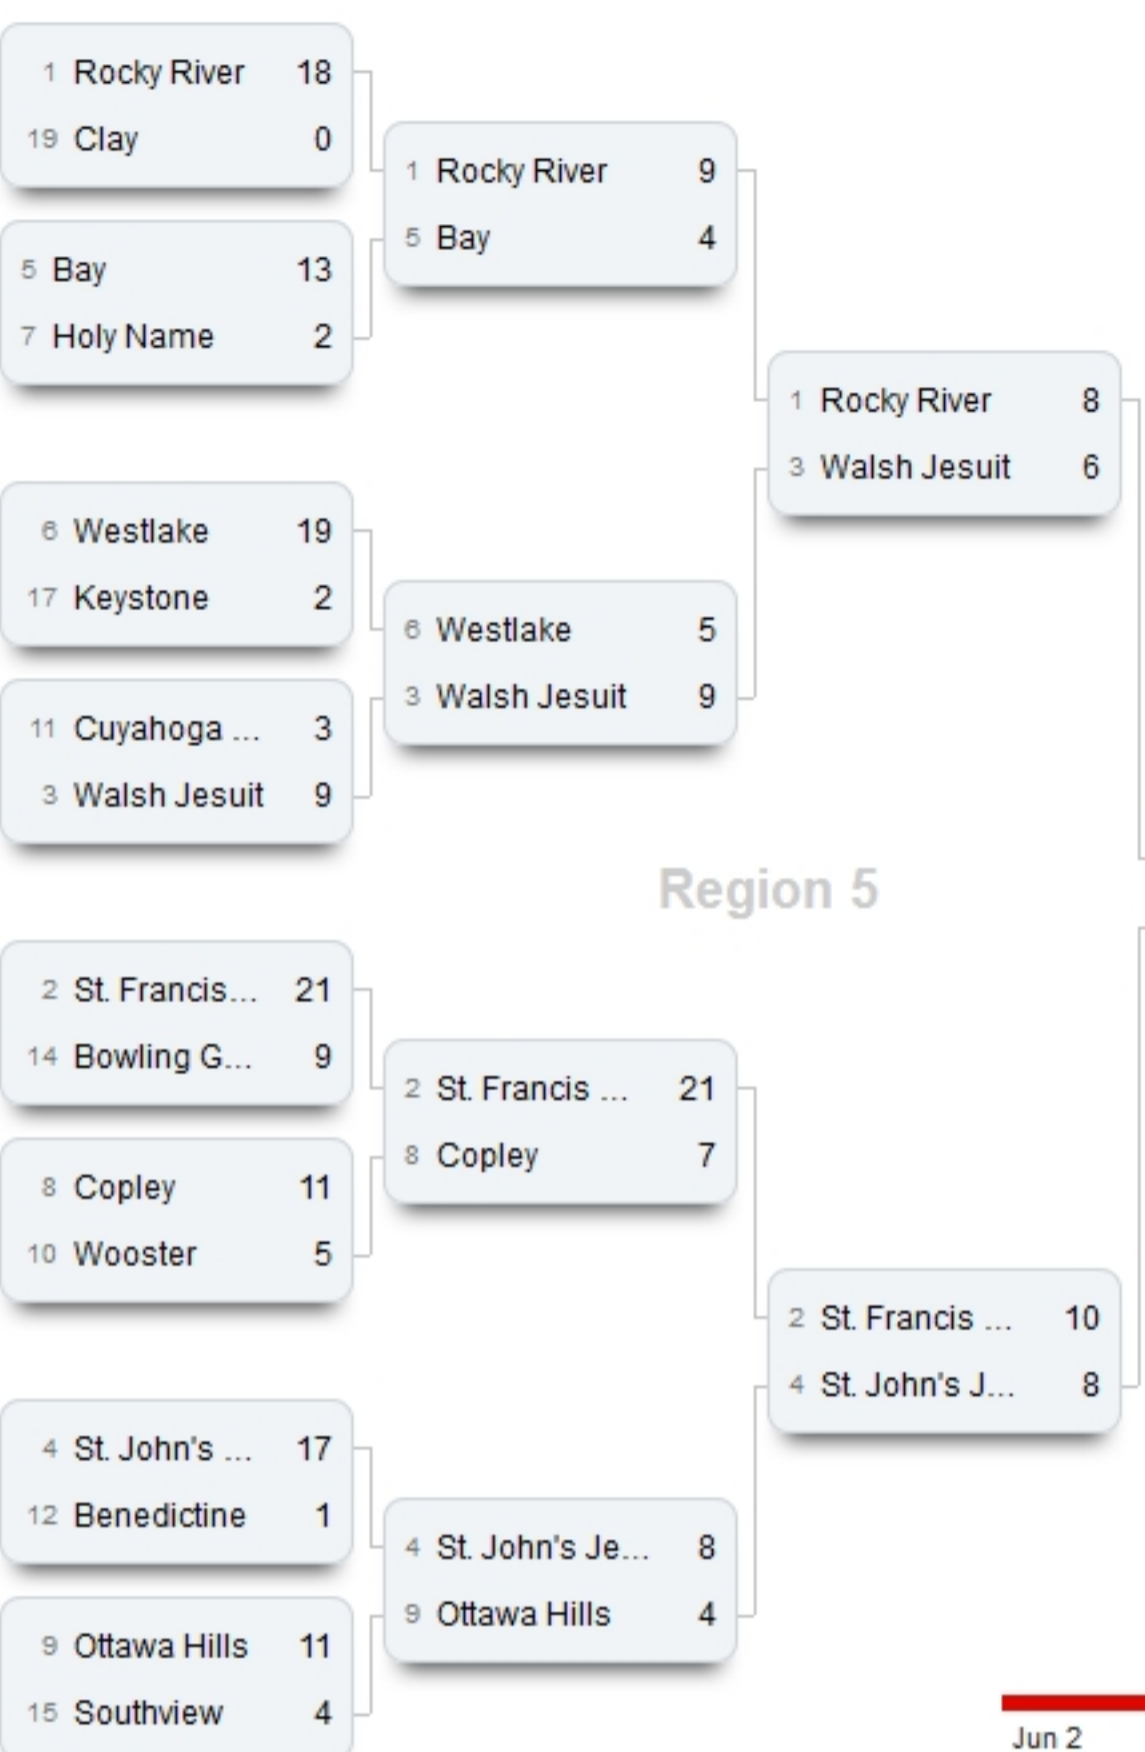 1 Rocky River 18
19 Clay 0
5 Bay 13
7 Holy Name 2
6 Westlake 19
17 Keystone 2
11 Cuyahoga ... 3
3 Walsh Jesuit 9
2 St. Francis... 21
14 Bowling G... 9
8 Copley 11
10 Wooster 5
4 St. John's ... 17
12 Benedictine 1
9 Ottawa Hills 11
15 Southview 4
1 Rocky River 9
5 Bay 4
6 Westlake 5
3 Walsh Jesuit 9
2 St. Francis ... 21
8 Copley 7
4 St. John's Je... 8
9 Ottawa Hills 4
1 Rocky River 8
3 Walsh Jesuit 6
Region 5
2 St. Francis ... 10
4 St. John's J... 8
Jun 2